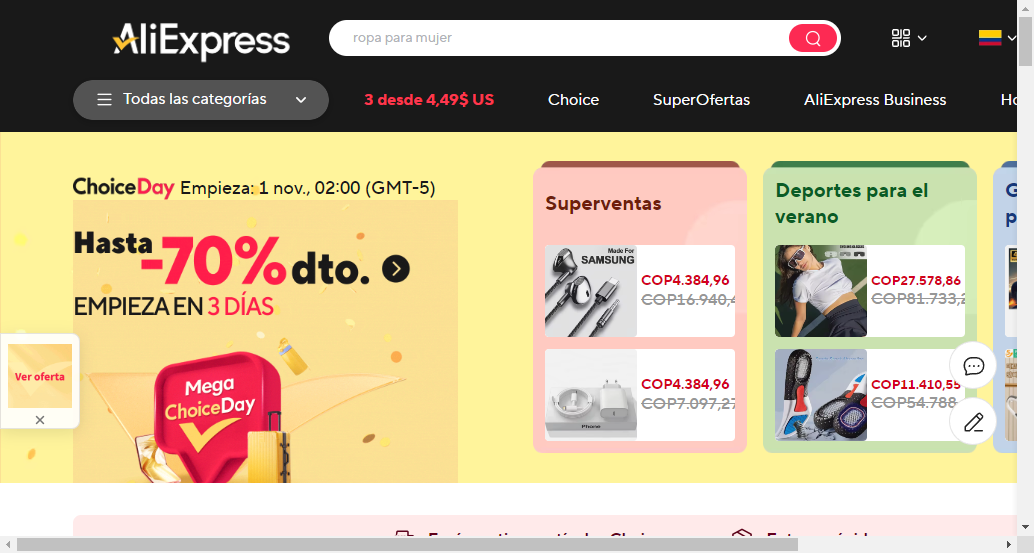 AliExpress
ropa para mujer
Todas las categorías
3 desde 4,49$ US
Choice
SuperOfertas
AliExpress Business
ChoiceDay Empieza: 1 nov., 02:00 (GMT-5)
Hasta -70% dto.
EMPIEZA EN 3 DÍAS
Mega
ChoiceDay
Ver oferta
Superventas
Made For
SAMSUNG
COP4.384,96
COP16.940,4
iPhone
COP4.384,96
COP7.097,27
Deportes para el
verano
COP27.578,86
COP81.733,2
COP11.410,55
COP54.788